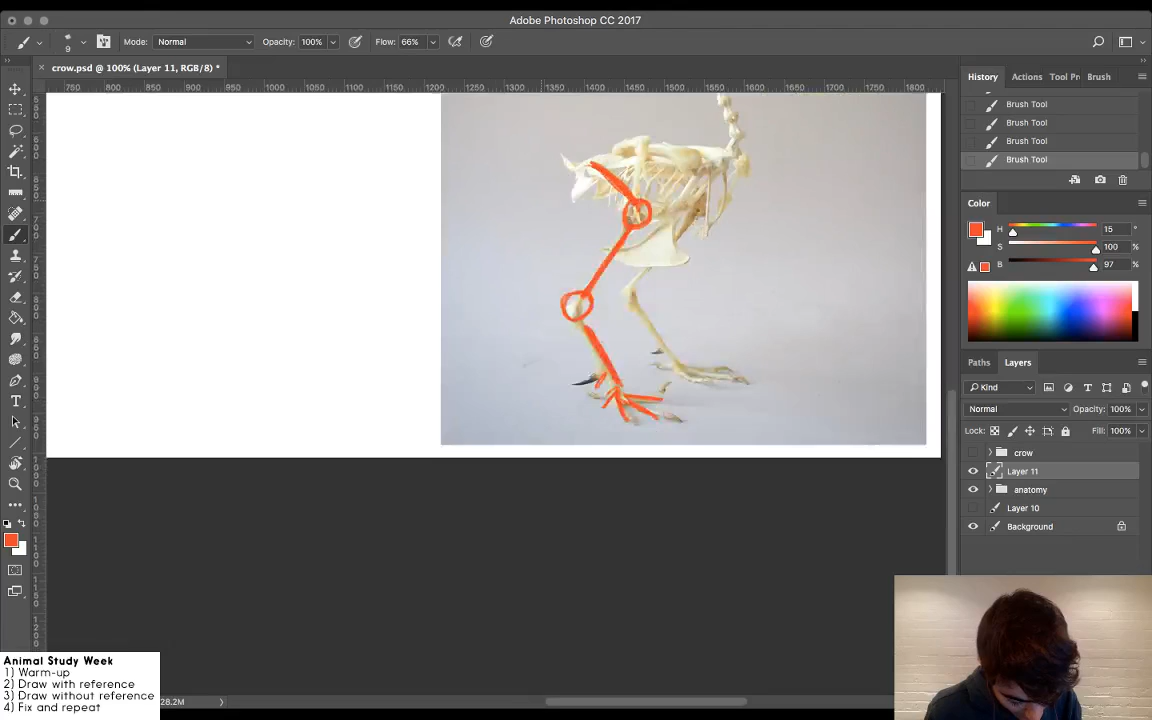 Adobe Photoshop CC 2017
9 Mode: Normal Opacity: 100% Flow: 66%
crow.psd @ 100% (Layer 11, RGB/8) *
750 800 850 900 950 1000 1050 1100 1150 1200 1250 1300 1350 1400 1450 1500 1550 1600 1650 1700 1750 1800
History Actions Tool Pr Brush
Brush Tool
Brush Tool
Brush Tool
Brush Tool
Color
H 15 °
S 100 %
B 97 %
Paths Layers
Kind
Normal Opacity: 100%
Lock: Fill: 100%
crow
Layer 11
anatomy
Layer 10
Background
Animal Study Week
1) Warm-up
2) Draw with reference
3) Draw without reference
4) Fix and repeat
28.2M